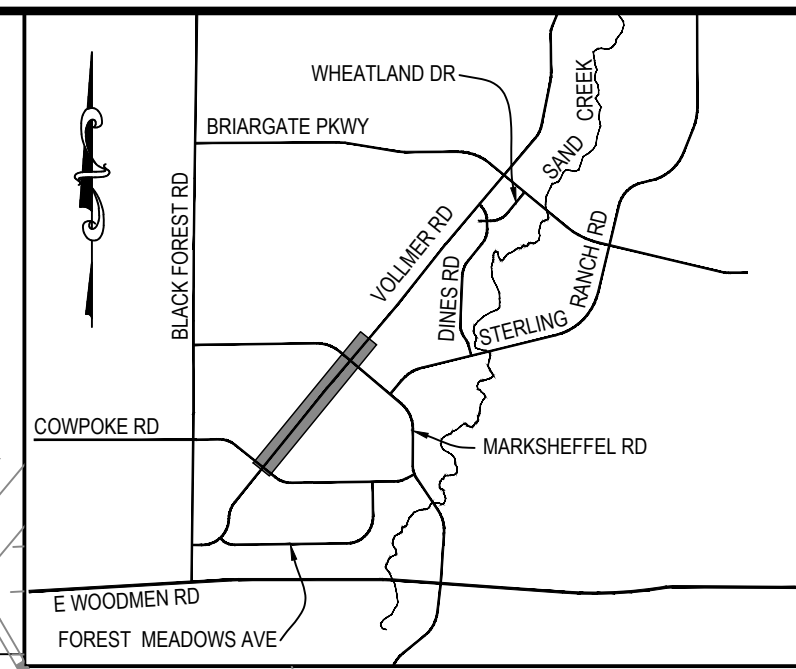 WHEATLAND DR
SAND CREEK
BRIARGATE PKWY
BLACK FOREST RD
VOLLMER RD
DINES RD
STERLING RANCH RD
COWPOKE RD
MARKSHEFFEL RD
E WOODMEN RD
FOREST MEADOWS AVE